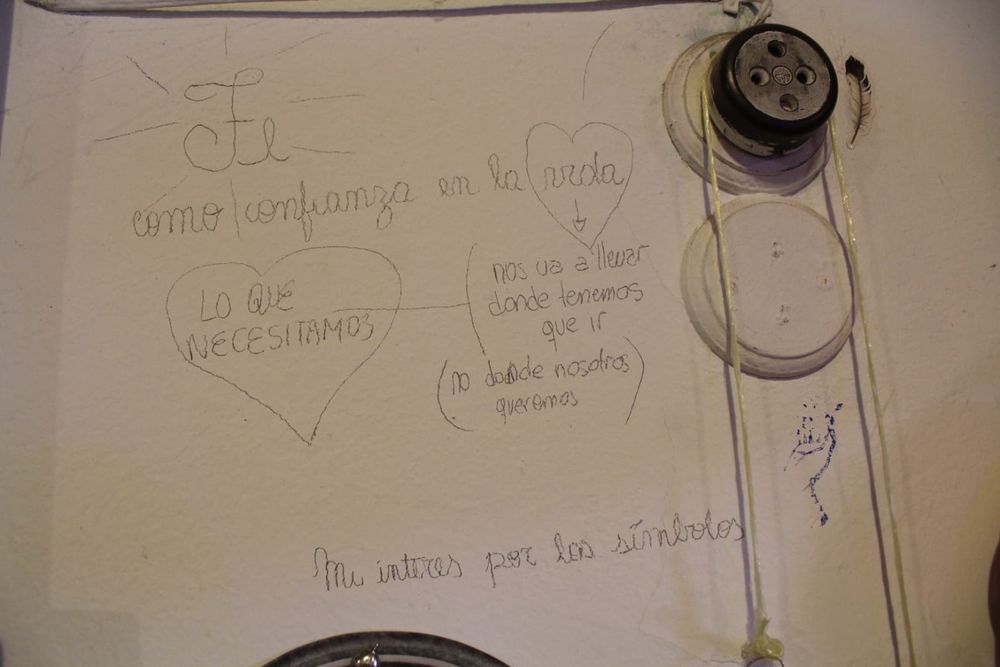 Fe
como confianza en la vida
LO QUE
NECESITAMOS
nos va a llevar
donde tenemos
que ir
(no donde nosotros
queramos)
Mi interes por los símbolos